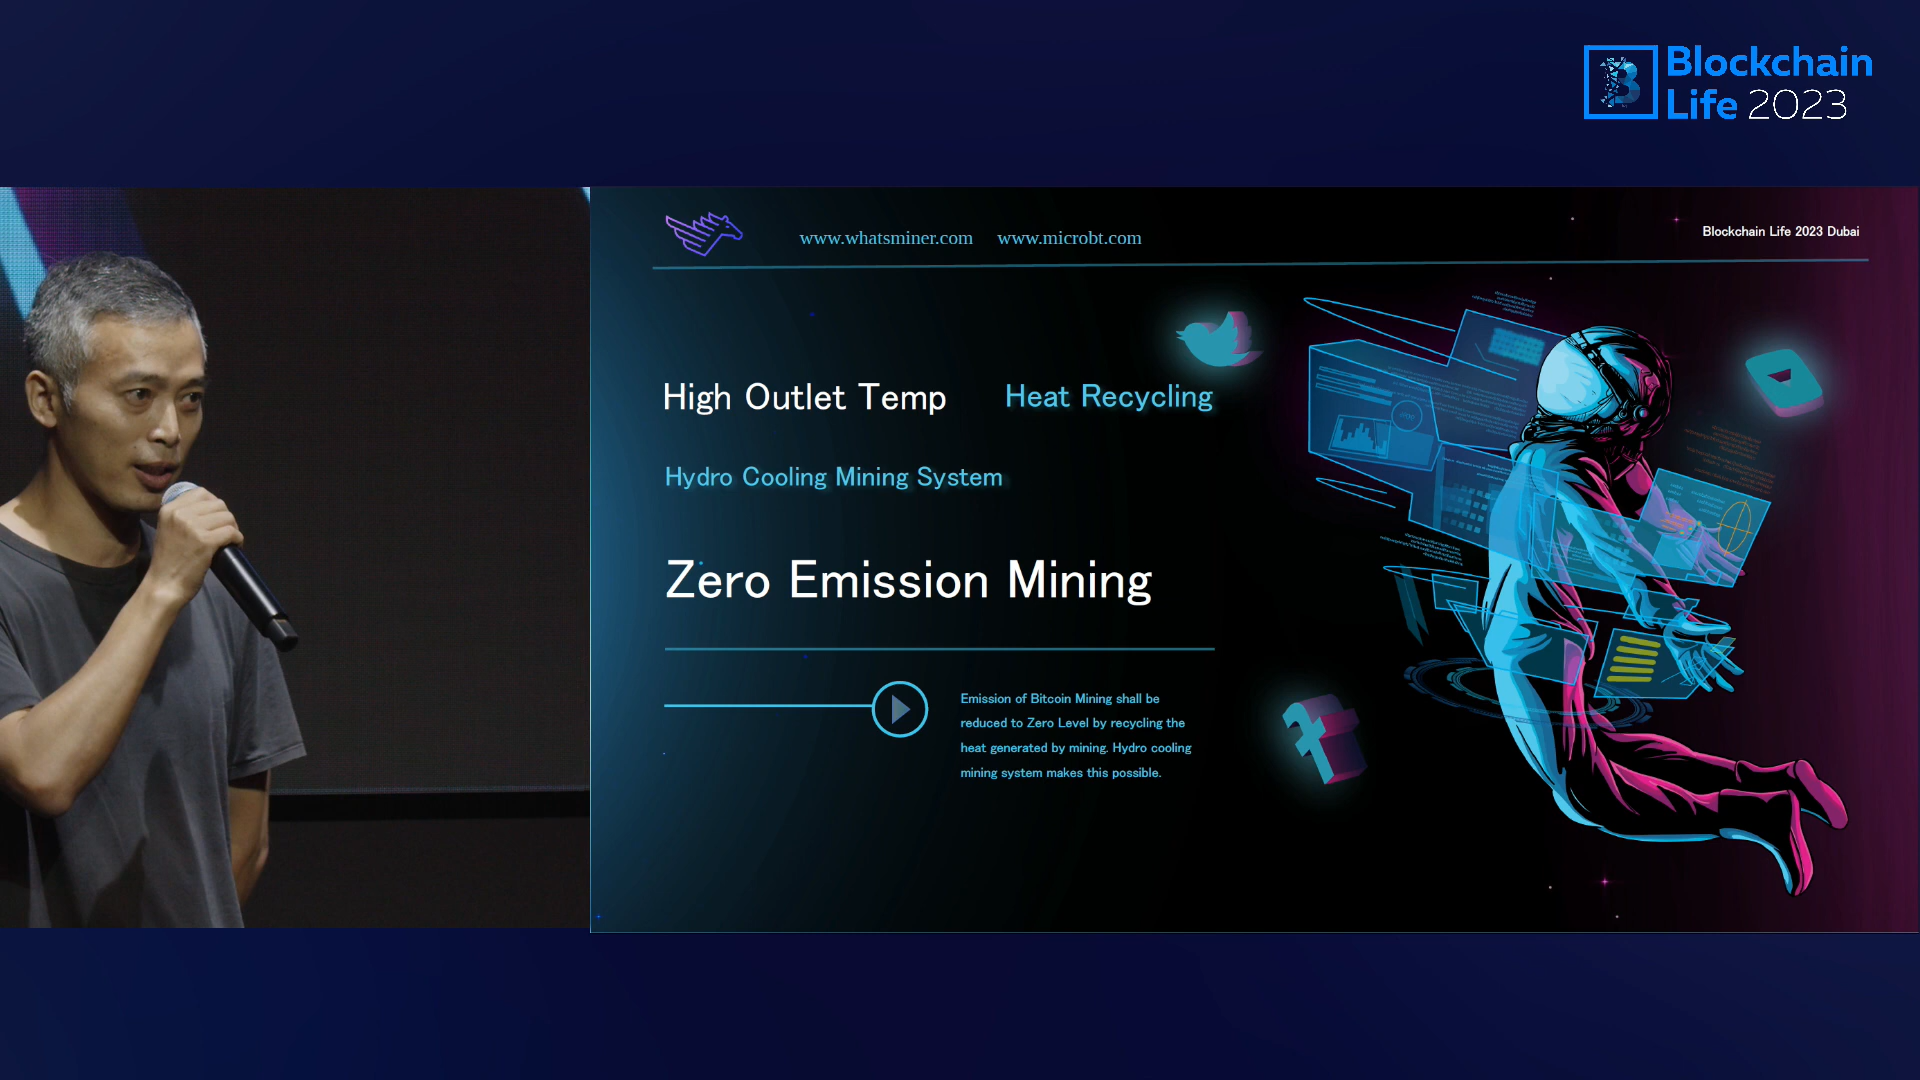 Blockchain
Life 2023
www.whatsminer.com www.microbt.com
Blockchain Life 2023 Dubai
High Outlet Temp Heat Recycling
Hydro Cooling Mining System
Zero Emission Mining
Emission of Bitcoin Mining shall be
reduced to Zero Level by recycling the
heat generated by mining. Hydro cooling
mining system makes this possible.